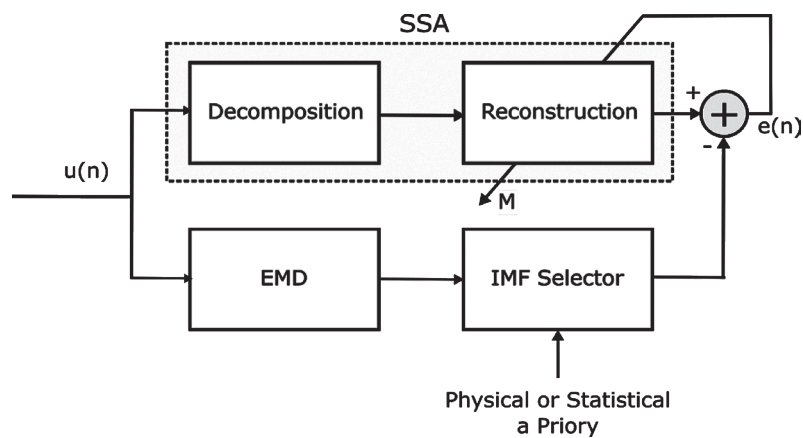 SSA
Decomposition
Reconstruction
+
+
e(n)
-
u(n)
M
EMD
IMF Selector
Physical or Statistical
a Priory